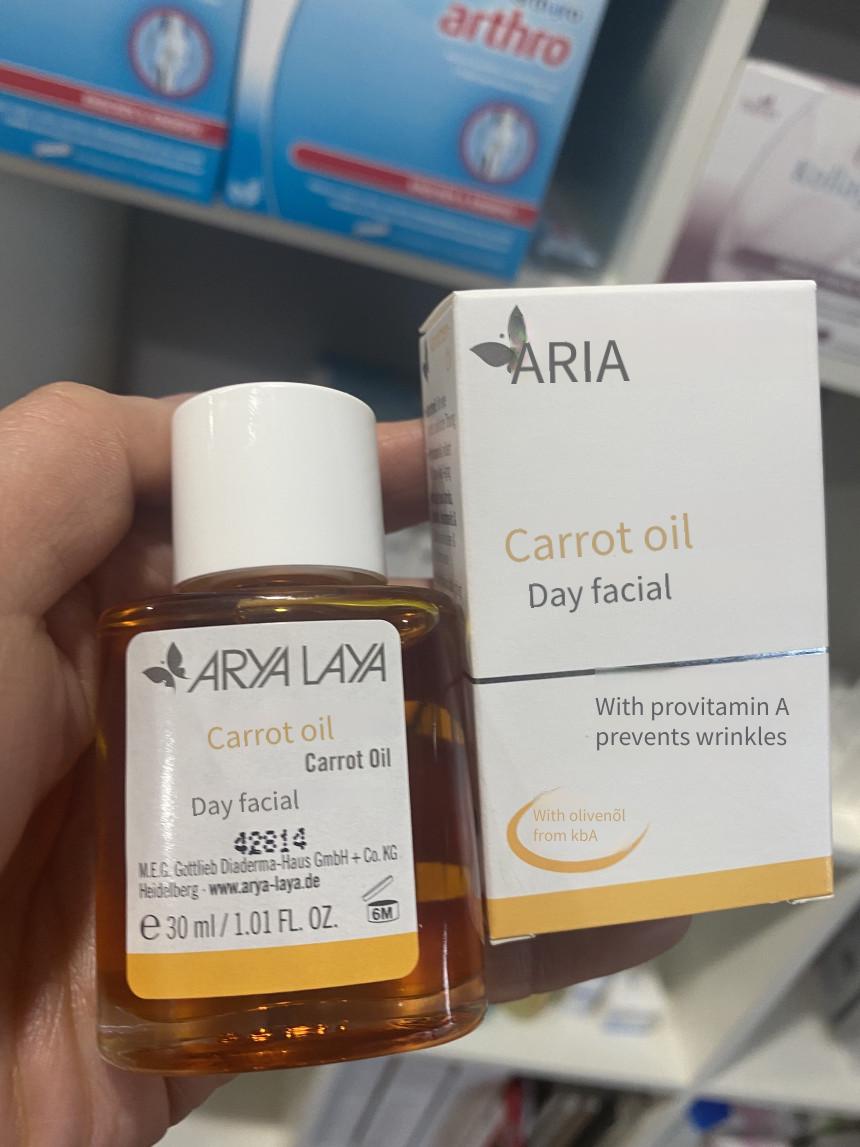 arthro
ARIA
Carrot oil
Day facial
With provitamin A
prevents wrinkles
With olivenõl
from kbA
ARYA LAYA
Carrot oil
Carrot Oil
Day facial
42814
M.E.G. Gottlieb Diaderma-Haus GmbH + Co. KG
Heidelberg - www.arya-laya.de
e 30 ml / 1.01 FL. OZ.
6M